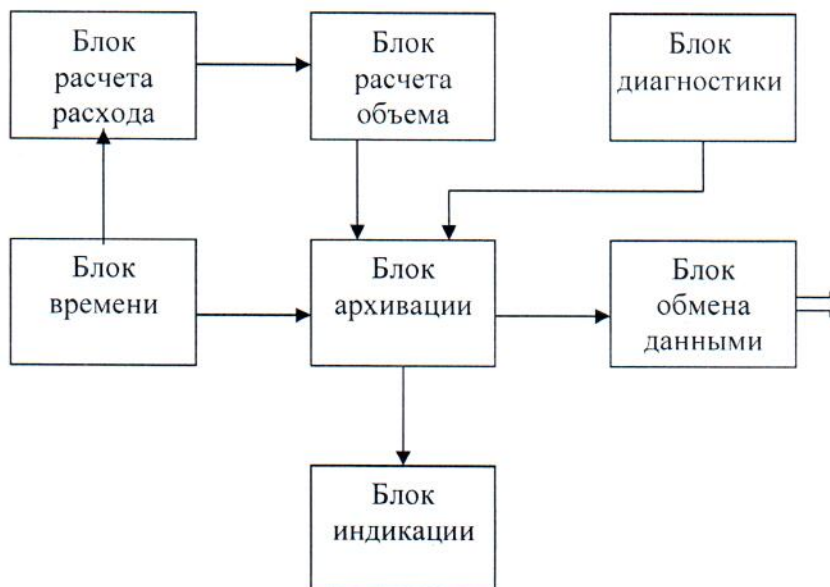 Блок
расчета
расхода
Блок
расчета
объема
Блок
диагностики
Блок
времени
Блок
архивации
Блок
обмена
данными
Блок
индикации